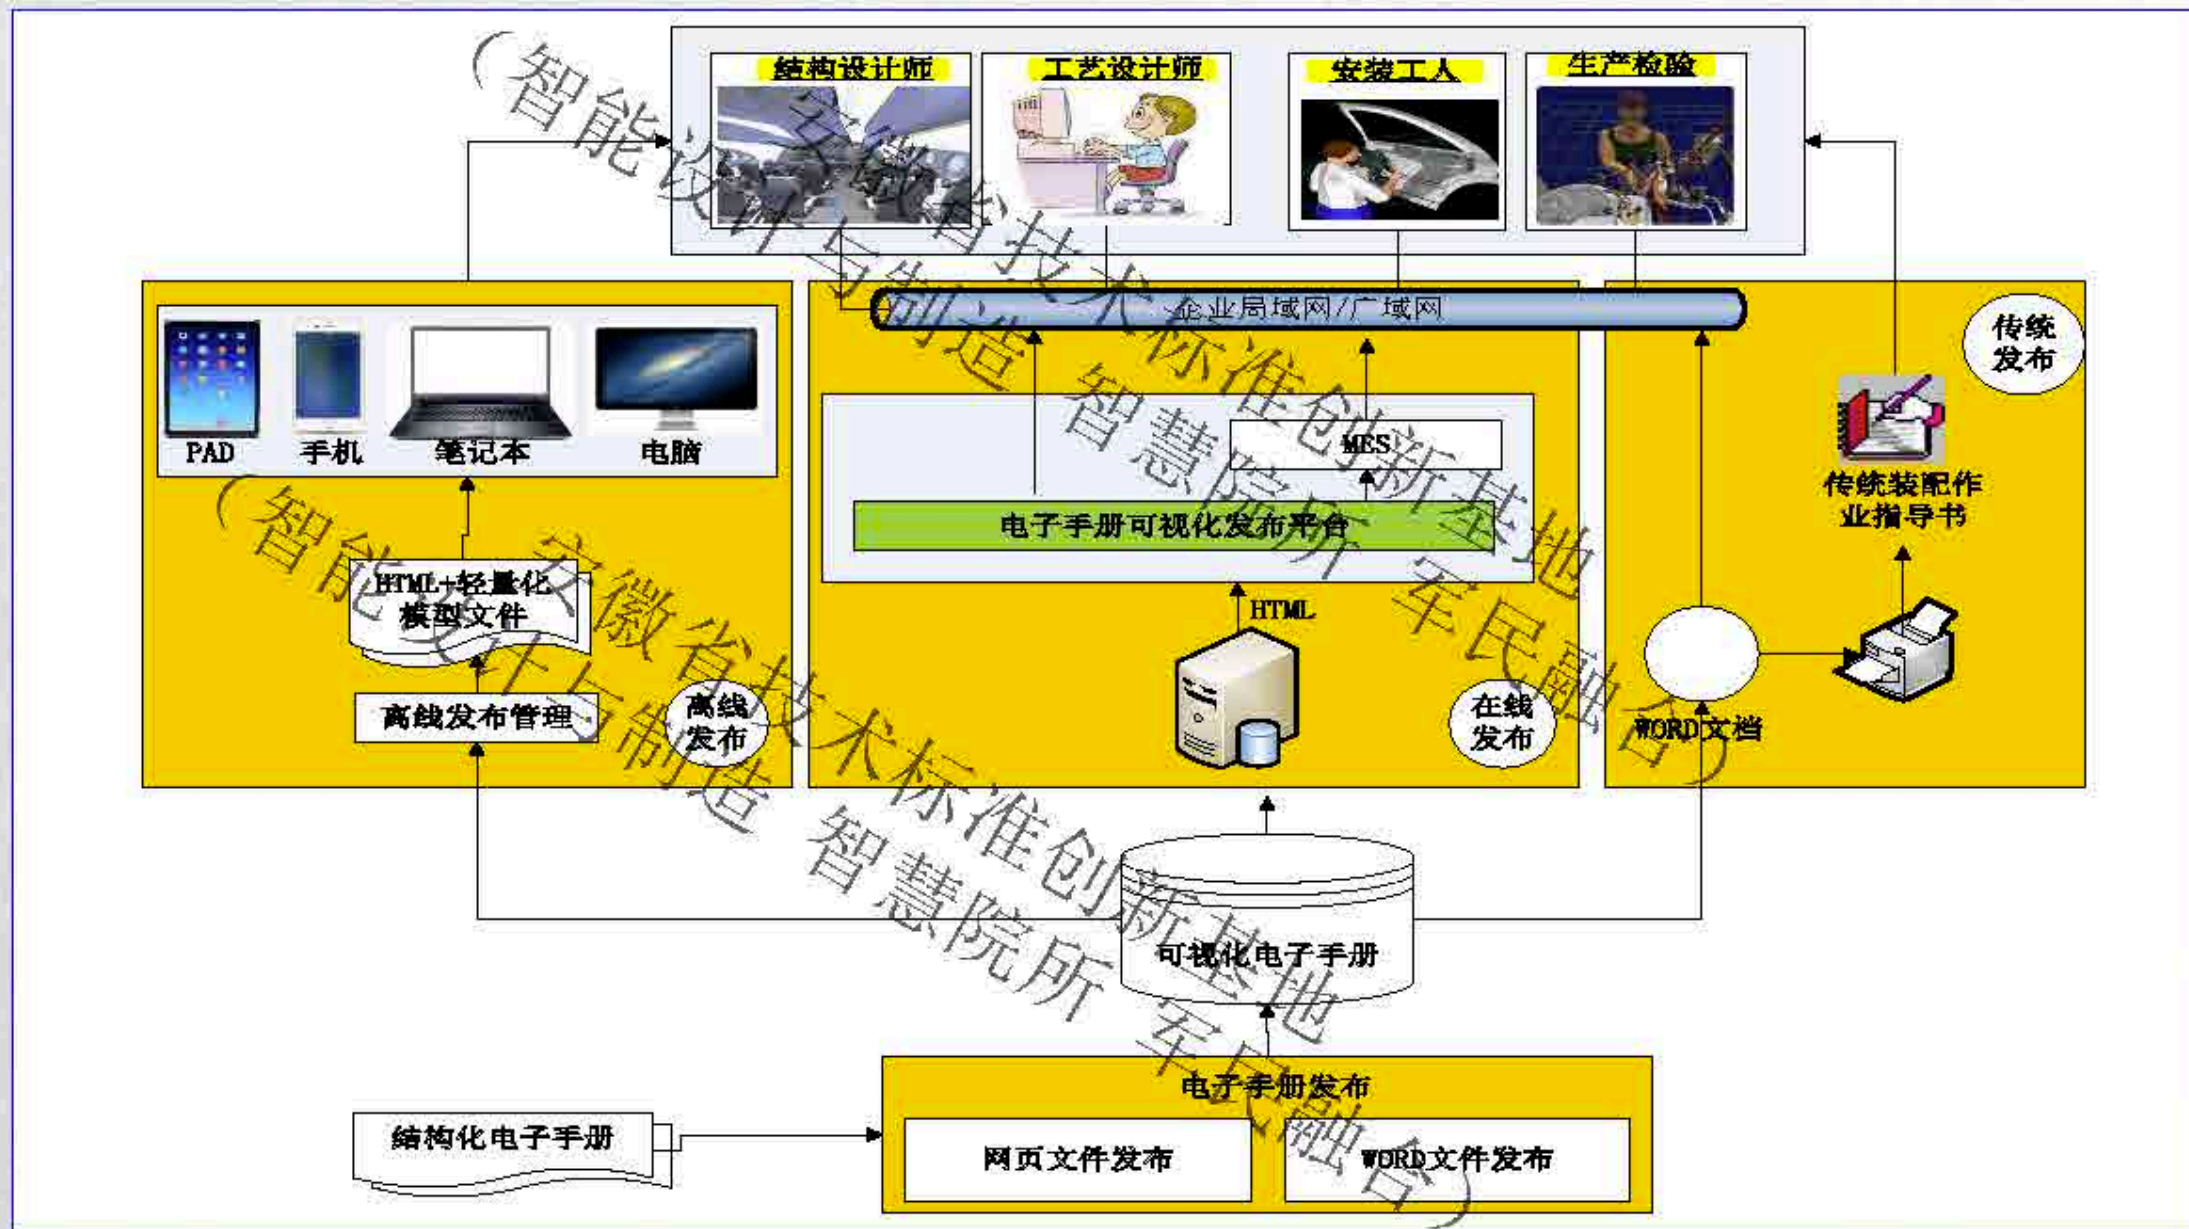 结构设计师
工艺设计师
安装工人
生产检验
企业局域网/广域网
PAD
手机
笔记本
电脑
HTML+轻量化
模型文件
离线发布管理
离线
发布
MES
电子手册可视化发布平台
HTML
在线
发布
传统
发布
传统装配作
业指导书
WORD文档
可视化电子手册
电子手册发布
结构化电子手册
网页文件发布
WORD文件发布
安徽省技术标准创新基地
(智能设计与制造 智慧院所 军民融合)
安徽省技术标准创新基地
(智能设计与制造 智慧院所 军民融合)